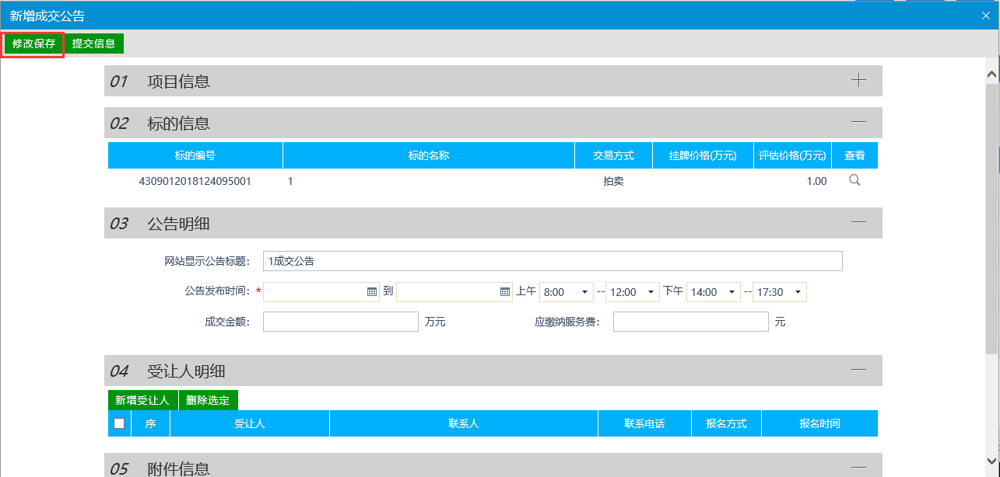 新增成交公告
修改保存 提交信息
01 项目信息
02 标的信息
标的编号 标的名称 交易方式 挂牌价格(万元) 评估价格(万元) 查看
4309012018124095001 1 拍卖 1.00
03 公告明细
网站显示公告标题: 1成交公告
公告发布时间: * 到 上午 8:00 -- 12:00 下午 14:00 -- 17:30
成交金额: 万元 应缴纳服务费: 元
04 受让人明细
新增受让人 删除选定
序 受让人 联系人 联系电话 报名方式 报名时间
05 附件信息